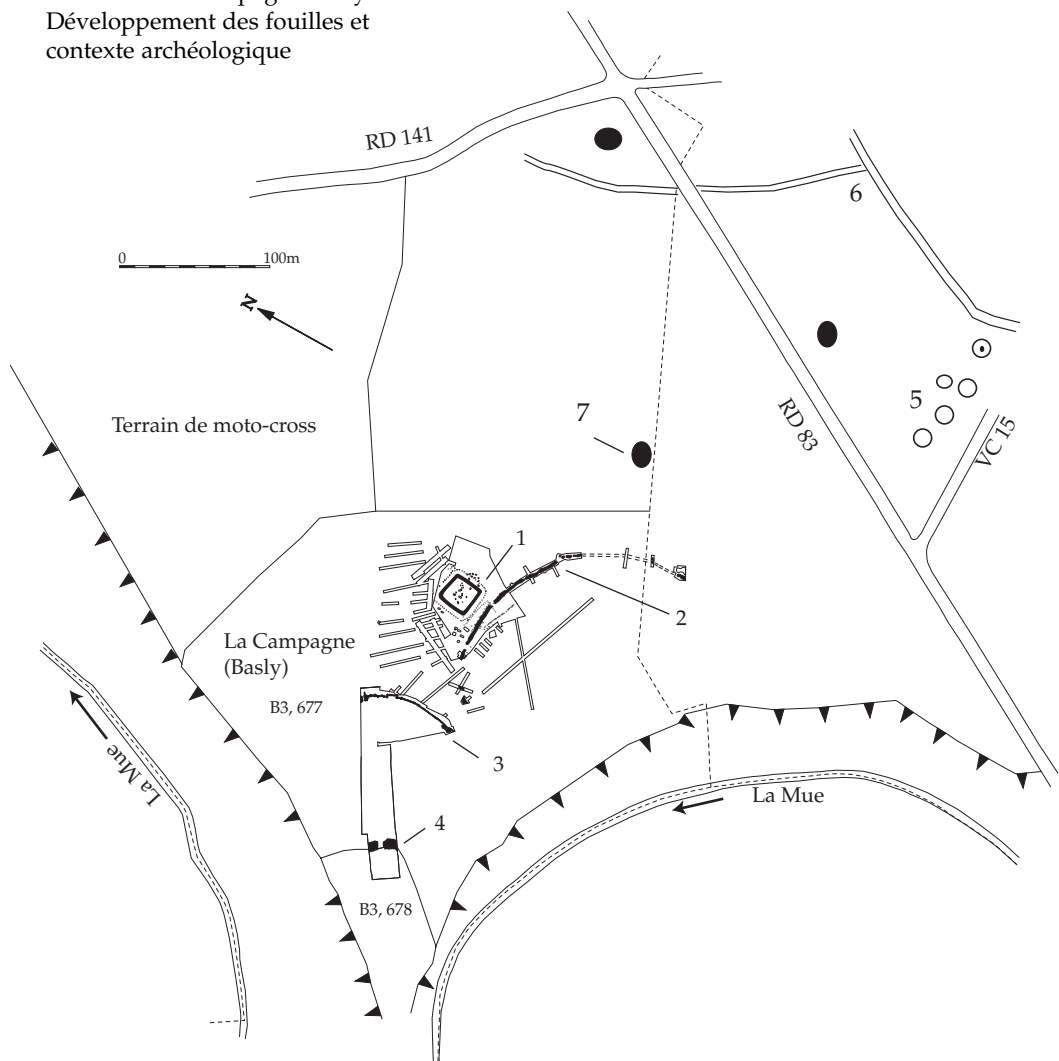 Développement des fouilles et
contexte archéologique
RD 141
6
0 100m
N
7
5
Terrain de moto-cross
RD 83
VC 15
1
2
La Campagne
(Basly)
B3, 677
La Mue
3
La Mue
4
B3, 678